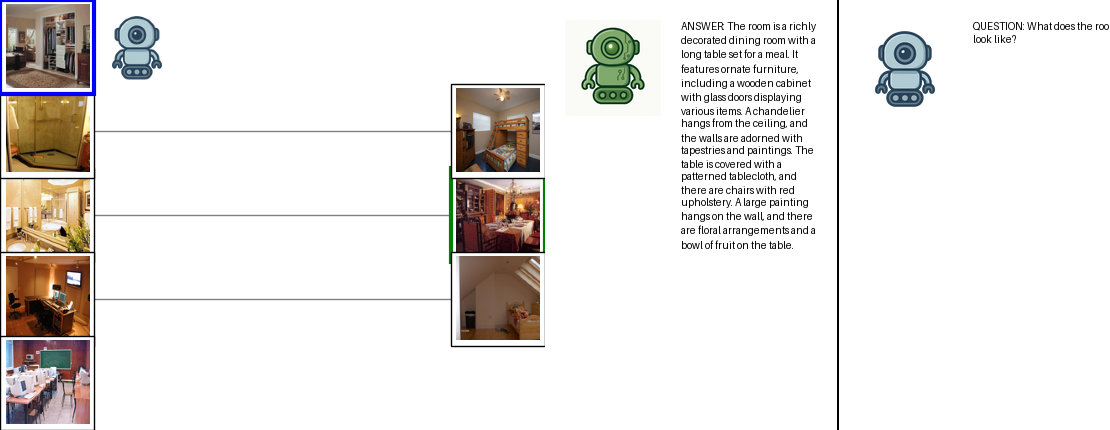 ANSWER: The room is a richly
decorated dining room with a
long table set for a meal. It
features ornate furniture,
including a wooden cabinet
with glass doors displaying
various items. A chandelier
hangs from the ceiling, and
the walls are adorned with
tapestries and paintings. The
table is covered with a
patterned tablecloth, and
there are chairs with red
upholstery. A large painting
hangs on the wall, and there
are floral arrangements and a
bowl of fruit on the table.
QUESTION: What does the roo
look like?